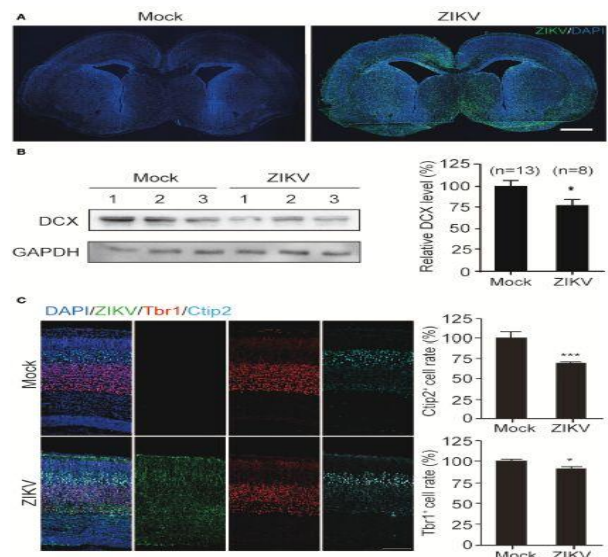 A
Mock
ZIKV
ZIKV/DAPI
B
Mock ZIKV
1 2 3 1 2 3
DCX
GAPDH
Relative DCX level (%)
125
100
75
50
25
0
(n=13) (n=8)
*
Mock ZIKV
C
DAPI/ZIKV/Tbr1/Ctip2
Mock
ZIKV
Ctip2⁺ cell rate (%)
125
100
75
50
25
0
***
Mock ZIKV
Tbr1⁺ cell rate (%)
125
100
75
50
25
0
*
Mock ZIKV